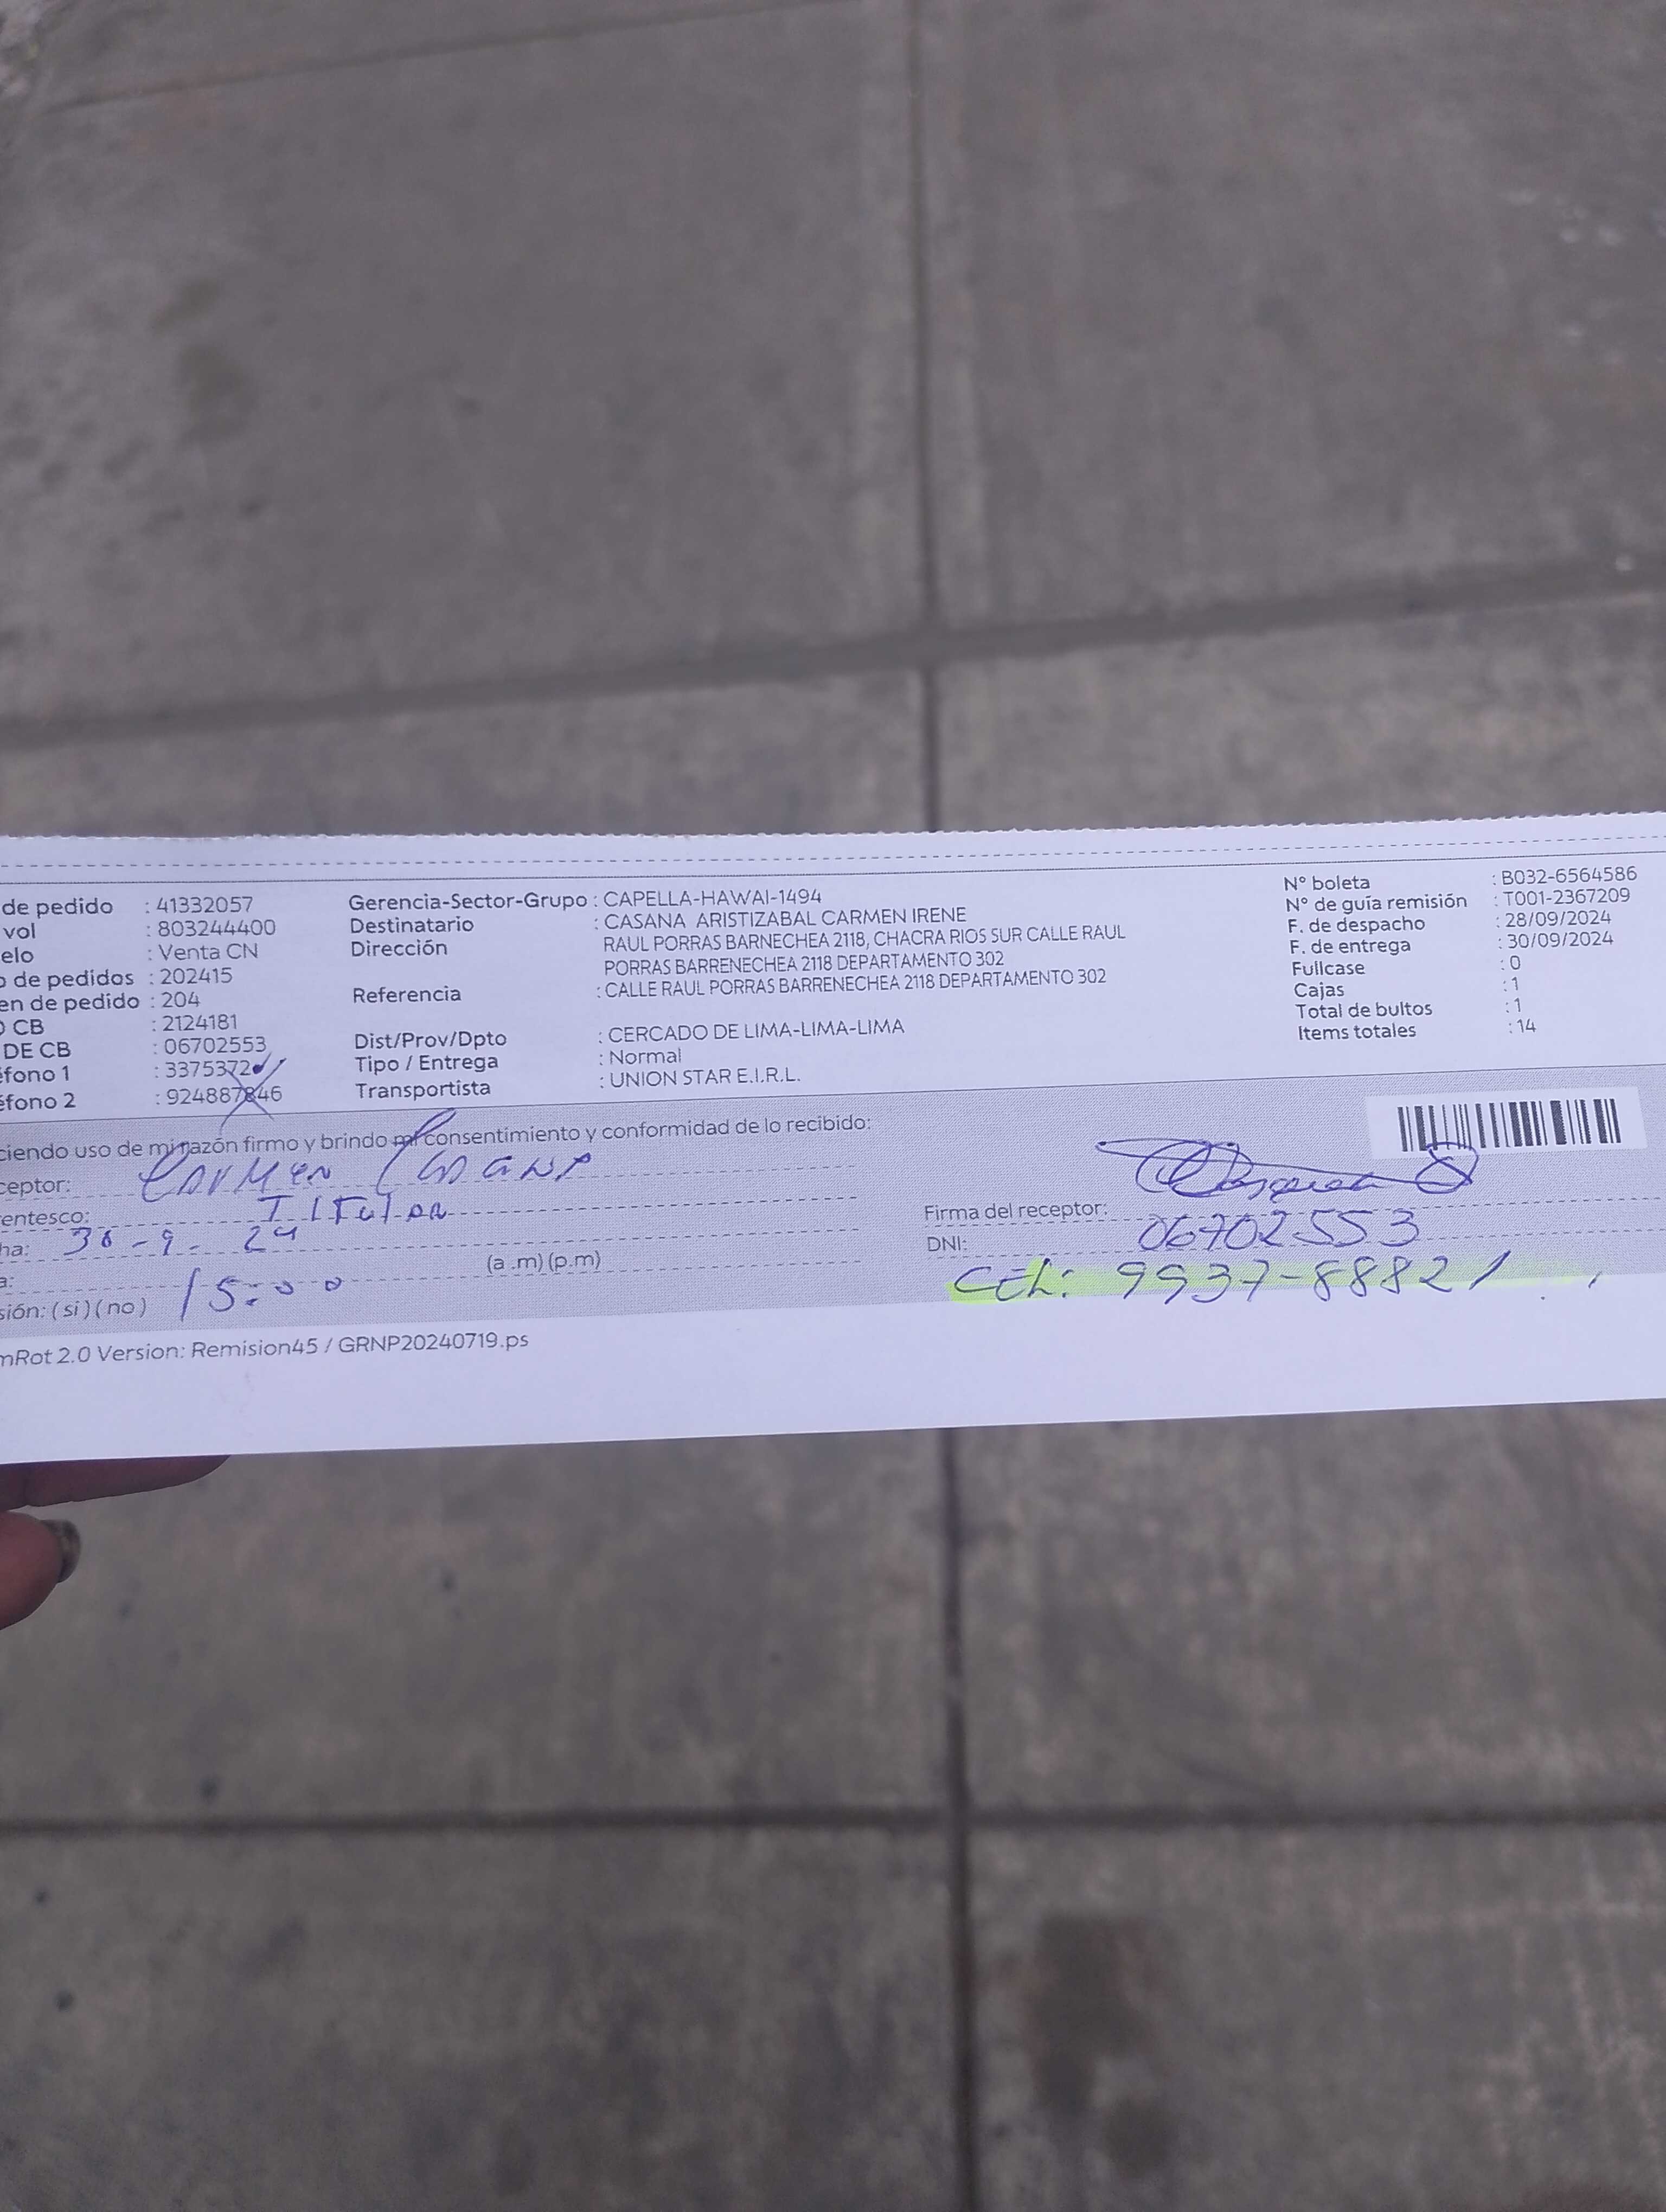 de pedido : 41332057
vol : 803244400
elo : Venta CN
o de pedidos : 202415
en de pedido : 204
O CB : 2124181
DE CB : 06702553
éfono 1 : 3375372
éfono 2 : 924887846
Gerencia-Sector-Grupo : CAPELLA-HAWAI-1494
Destinatario : CASANA ARISTIZABAL CARMEN IRENE
Dirección RAUL PORRAS BARNECHEA 2118, CHACRA RIOS SUR CALLE RAUL
PORRAS BARRENECHEA 2118 DEPARTAMENTO 302
Referencia : CALLE RAUL PORRAS BARRENECHEA 2118 DEPARTAMENTO 302
Dist/Prov/Dpto : CERCADO DE LIMA-LIMA-LIMA
Tipo / Entrega : Normal
Transportista : UNION STAR E.I.R.L.
N° boleta : B032-6564586
N° de guía remisión : T001-2367209
F. de despacho : 28/09/2024
F. de entrega : 30/09/2024
Fullcase : 0
Cajas : 1
Total de bultos : 1
Items totales : 14
ciendo uso de mi razón firmo y brindo mi consentimiento y conformidad de lo recibido:
ceptor: Carmen Casana
entesco: TITular
ha: 30-9-24
a: 15:00 (a.m)(p.m)
sión: (si)(no)
Firma del receptor:
DNI: 06702553
CEL: 9937-88821
mRot 2.0 Version: Remision45 / GRNP20240719.ps